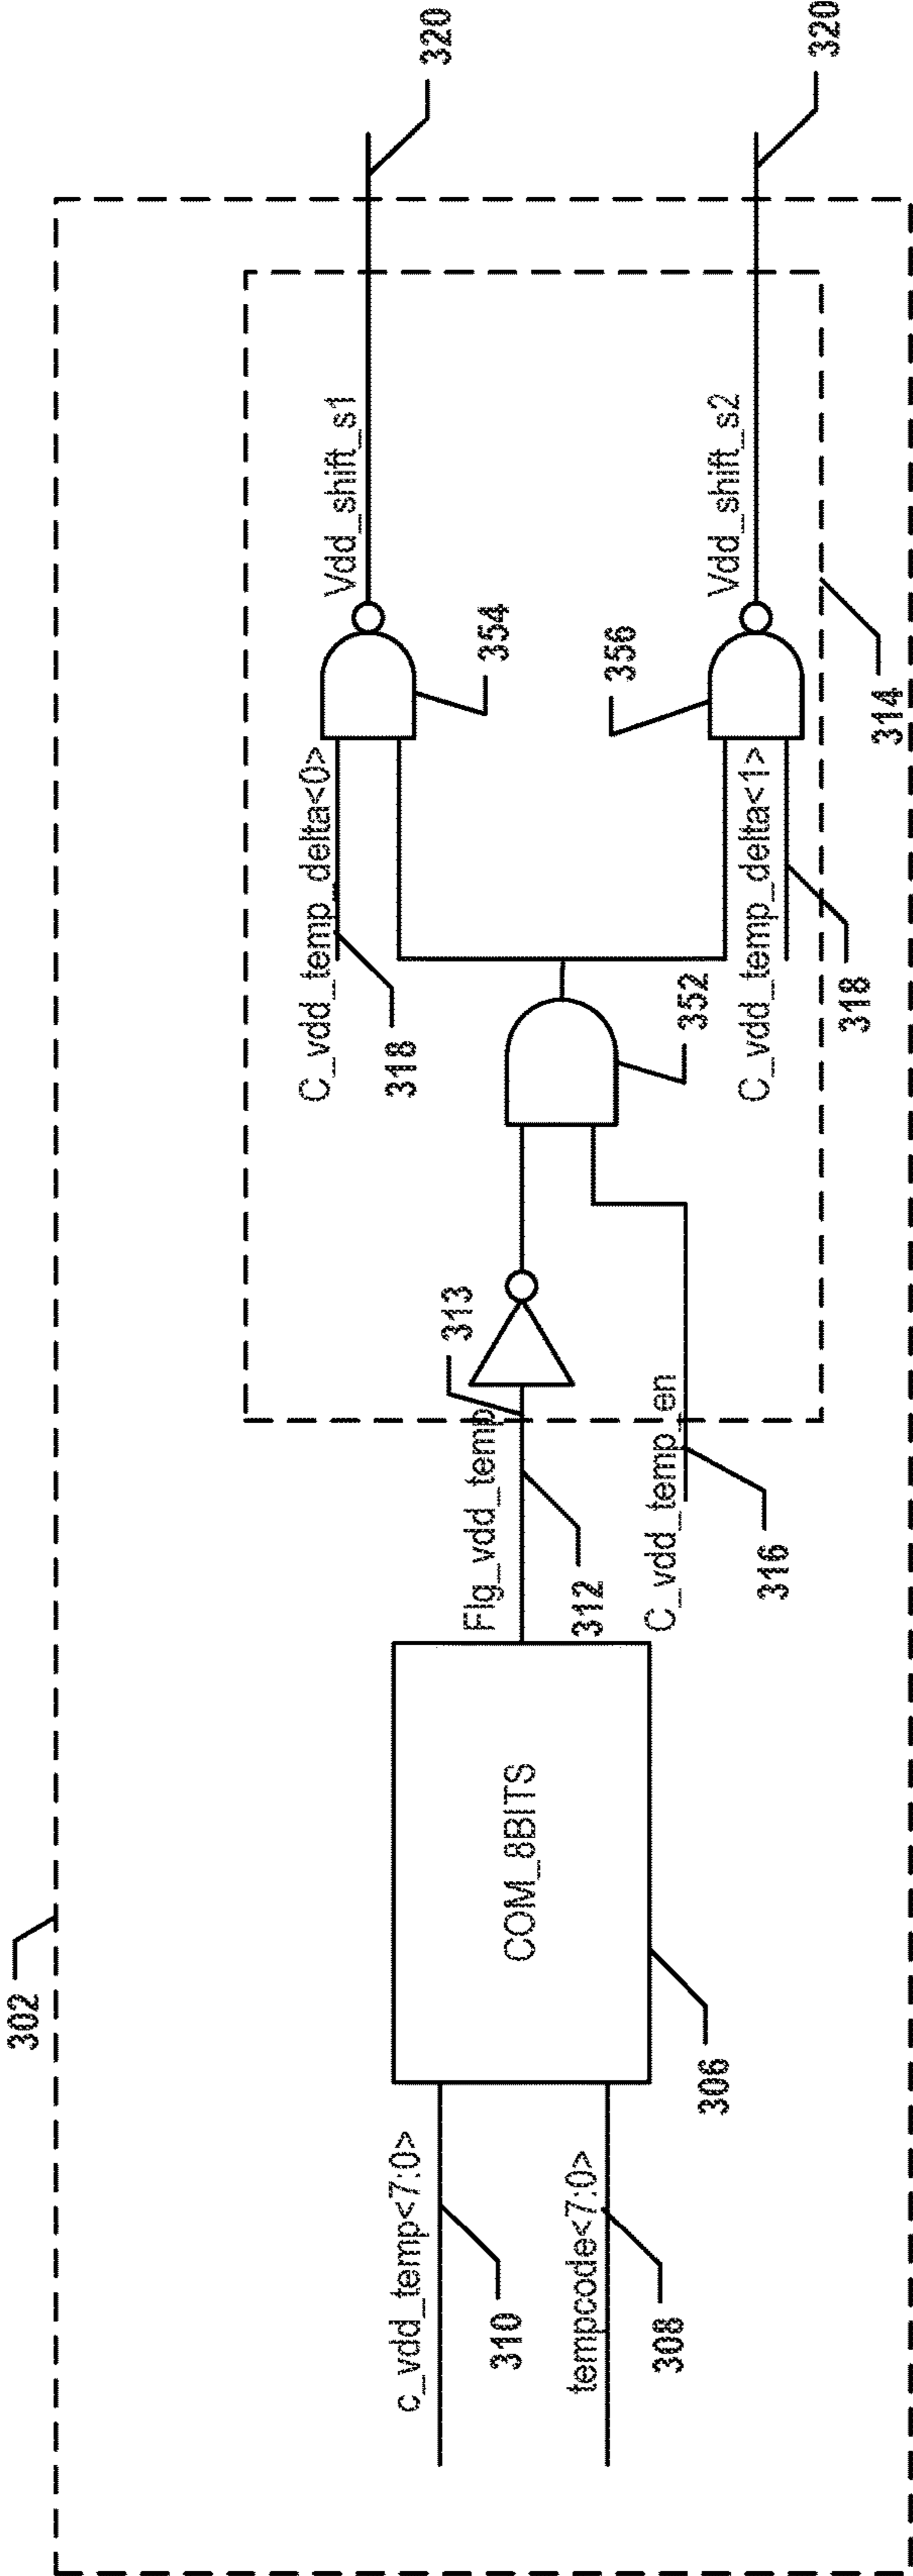 302
c_vdd_temp<7:0>
310
tempcode<7:0>
308
COM_8BITS
306
Flg_vdd_temp
312
313
C_vdd_temp_en
316
C_vdd_temp_delta<0>
318
352
C_vdd_temp_delta<1>
318
354
356
Vdd_shift_s1
Vdd_shift_s2
314
320
320